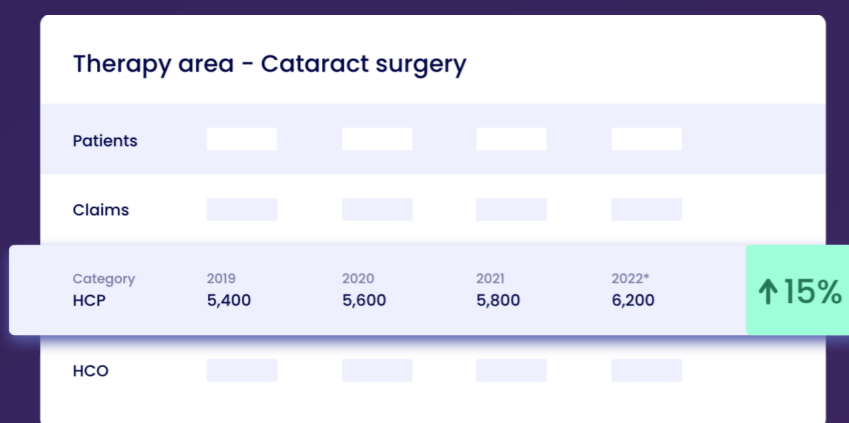 Therapy area - Cataract surgery
Patients
Claims
Category 2019 2020 2021 2022*
HCP 5,400 5,600 5,800 6,200
↑15%
HCO